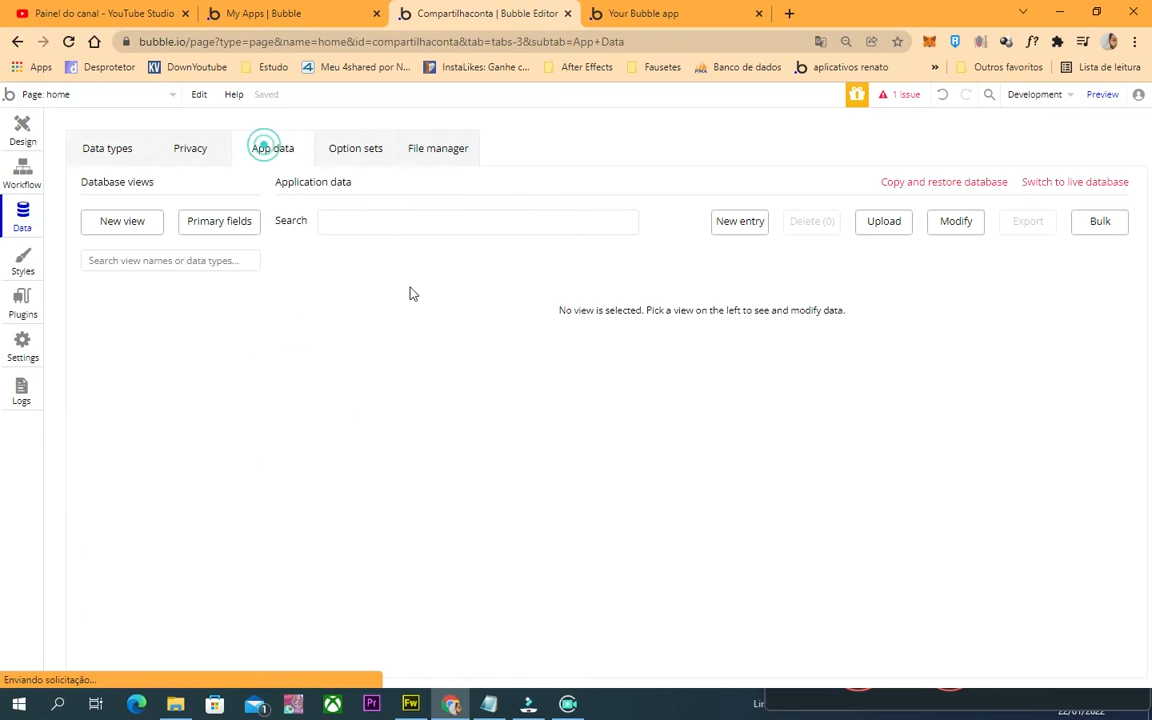 Painel do canal - YouTube Studio
My Apps | Bubble
Compartilhaconta | Bubble Editor
Your Bubble app
bubble.io/page?type=page&name=home&id=compartilhaconta&tab=tabs-3&subtab=App+Data
Apps
Desprotetor
DownYoutube
Estudo
Meu 4shared por N...
InstaLikes: Ganhe c...
After Effects
Fausetes
Banco de dados
aplicativos renato
»
Outros favoritos
Lista de leitura
Page: home
Edit
Help
Saved
1 issue
Development
Preview
Design
Workflow
Data
Styles
Plugins
Settings
Logs
Data types
Privacy
App data
Option sets
File manager
Database views
Application data
Copy and restore database
Switch to live database
New view
Primary fields
Search
New entry
Delete (0)
Upload
Modify
Export
Bulk
Search view names or data types...
No view is selected. Pick a view on the left to see and modify data.
Enviando solicitação...